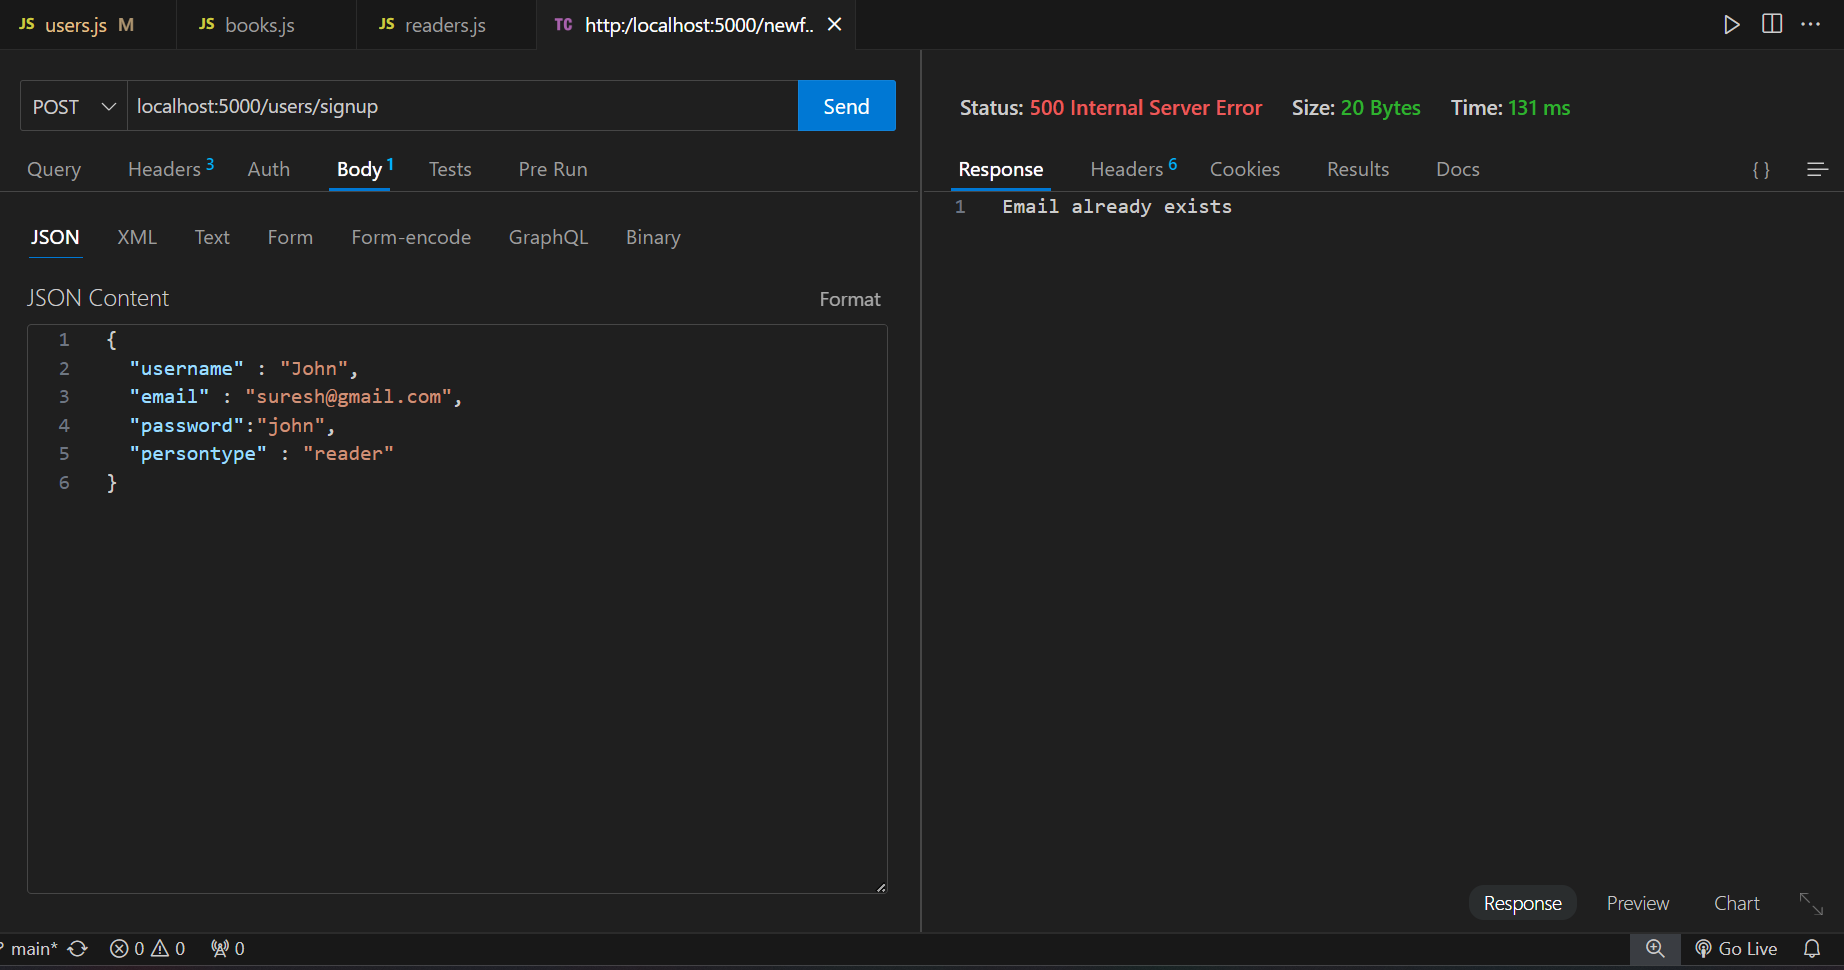 JS users.js M JS books.js JS readers.js TC http:/localhost:5000/newf..
POST localhost:5000/users/signup Send
Status: 500 Internal Server Error Size: 20 Bytes Time: 131 ms
Query Headers 3 Auth Body 1 Tests Pre Run
Response Headers 6 Cookies Results Docs { }
1 Email already exists
JSON XML Text Form Form-encode GraphQL Binary
JSON Content Format
1 {
2 "username" : "John",
3 "email" : "suresh@gmail.com",
4 "password":"john",
5 "persontype" : "reader"
6 }
Response Preview Chart
main* 0 0 0 Go Live